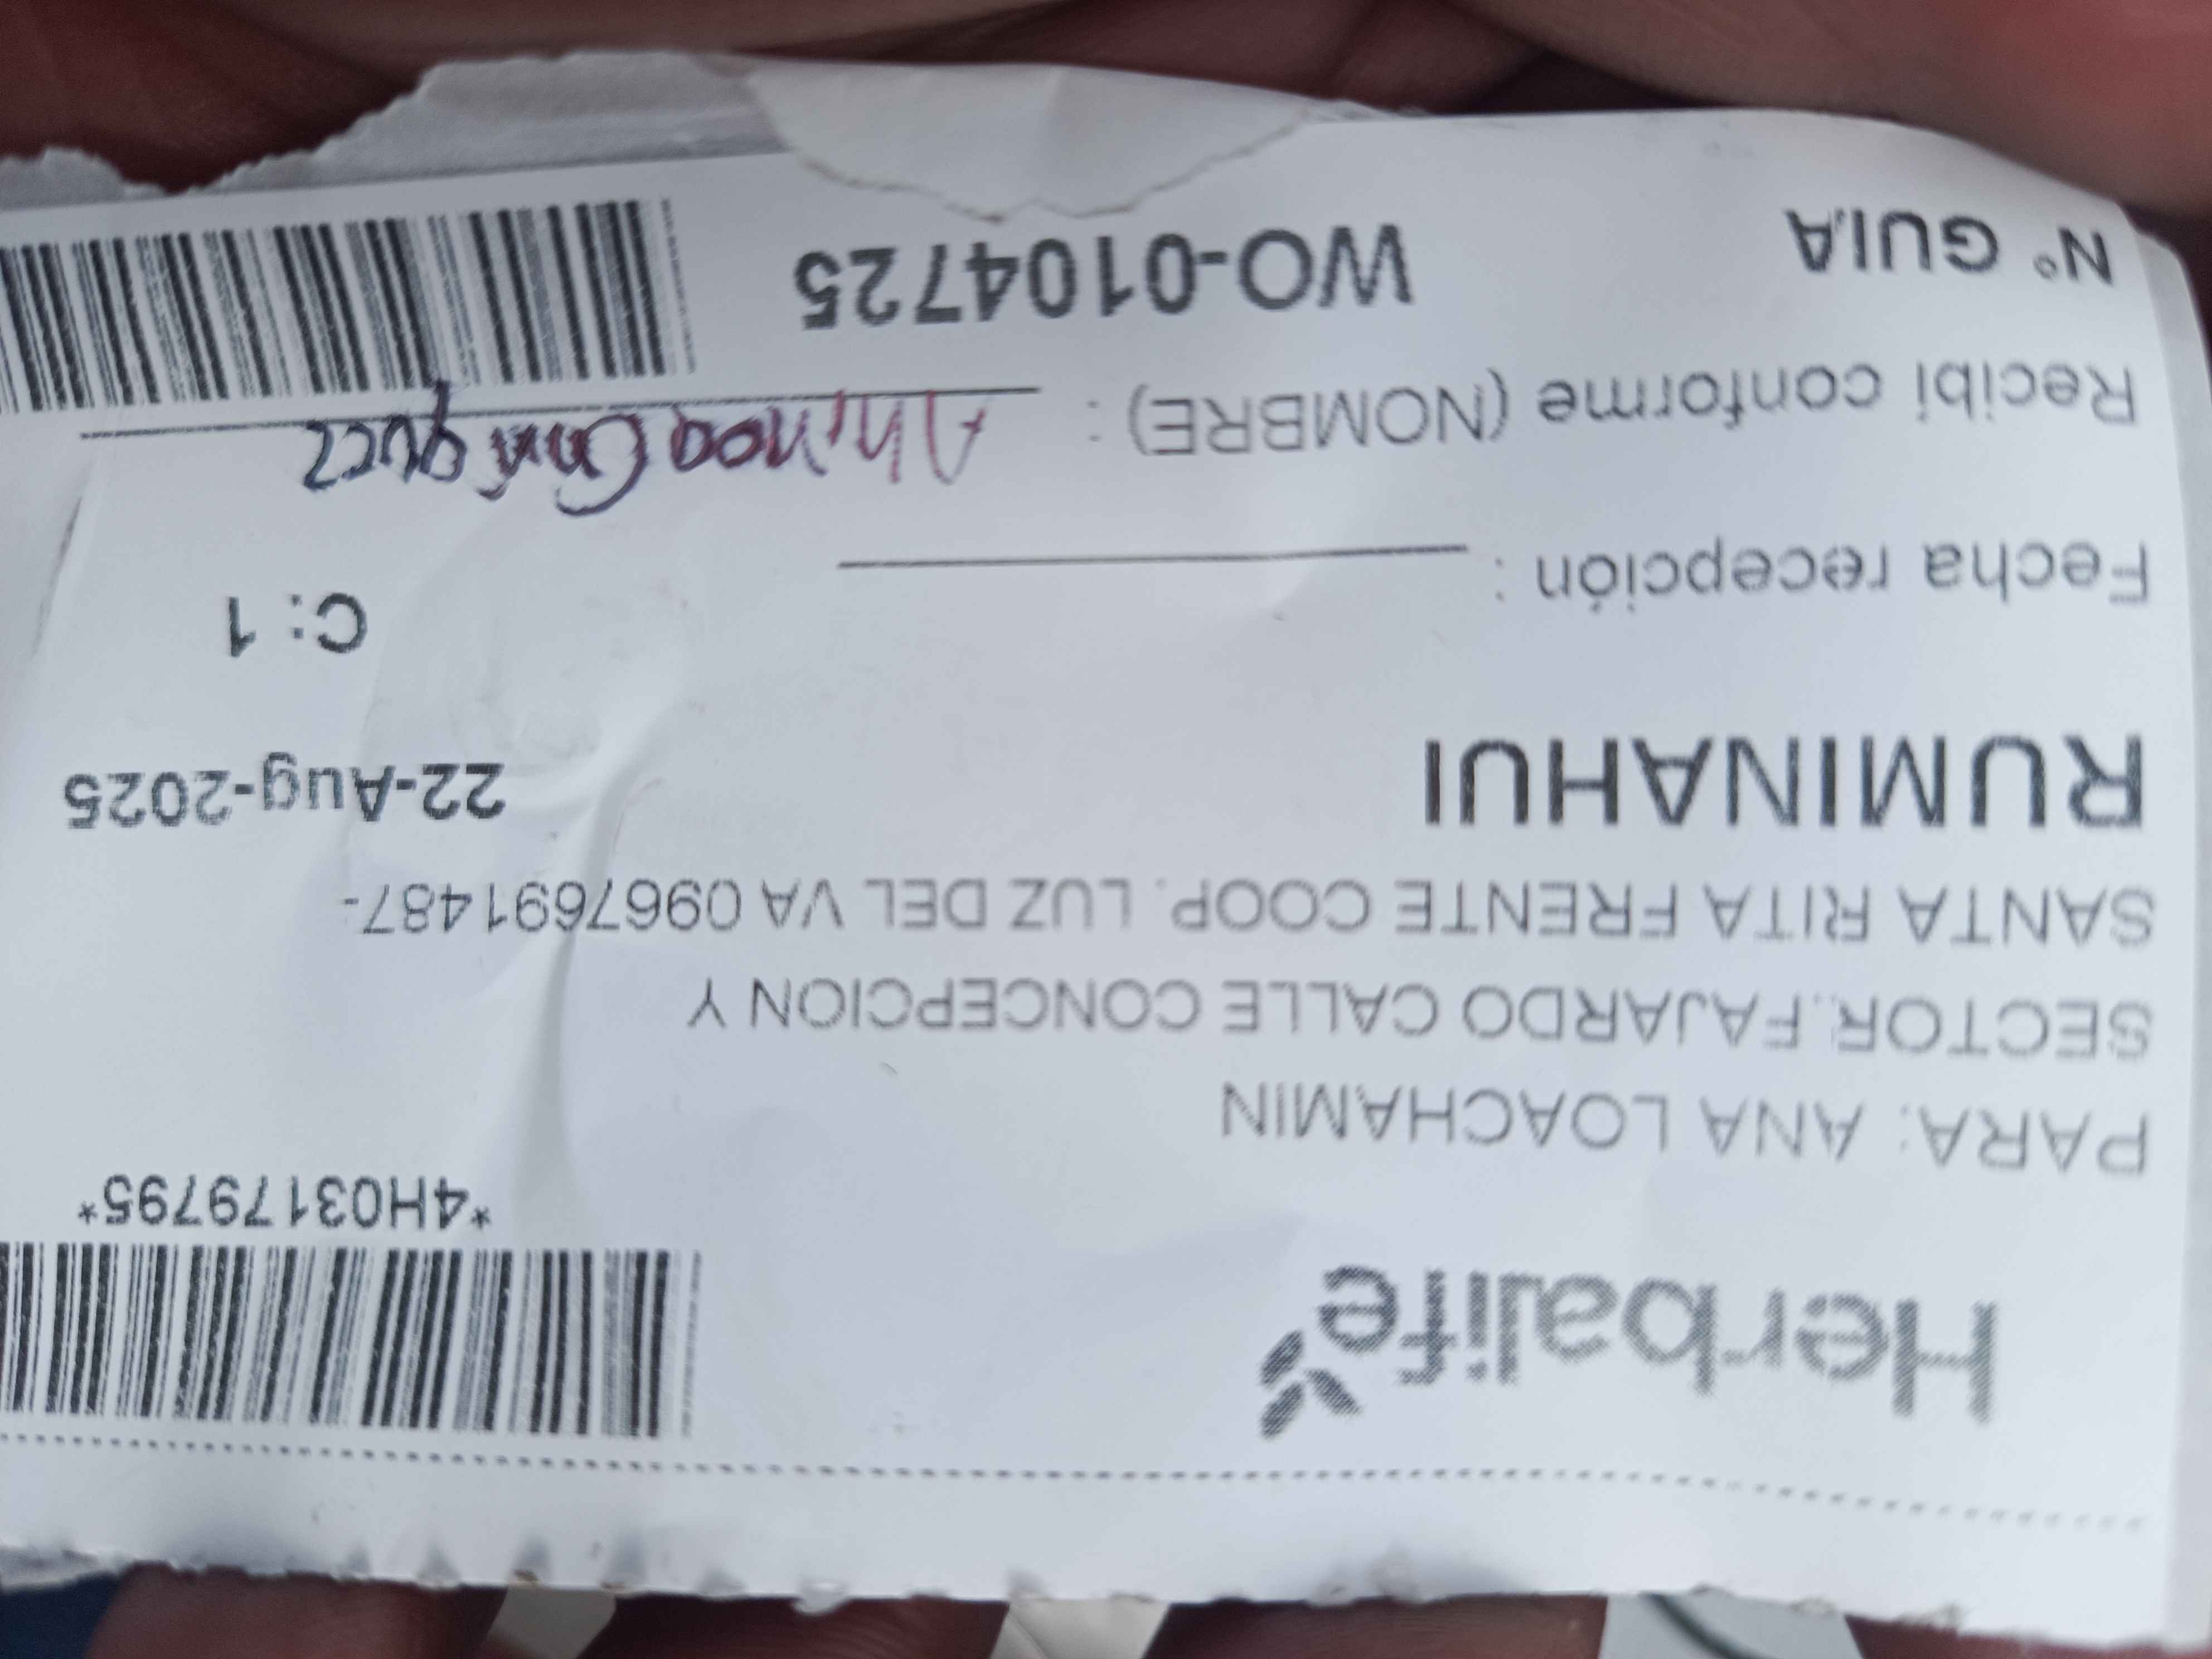 Herbalife
*4H03179795*
PARA: ANA LOACHAMIN
SECTOR.FAJARDO CALLE CONCEPCION Y
SANTA RITA FRENTE COOP. LUZ DEL VA 0967691487-
RUMINAHUI
22-Aug-2025
C: 1
Fecha recepción :
Recibi conforme (NOMBRE) :
N° GUIA WO-0104725